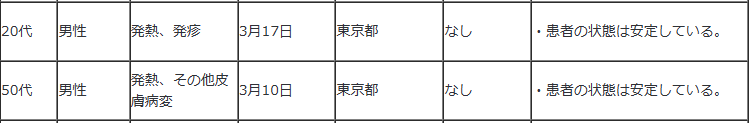 20代 男性 発熱、発疹 3月17日 東京都 なし ・患者の状態は安定している。
50代 男性 発熱、その他皮膚病変 3月10日 東京都 なし ・患者の状態は安定している。